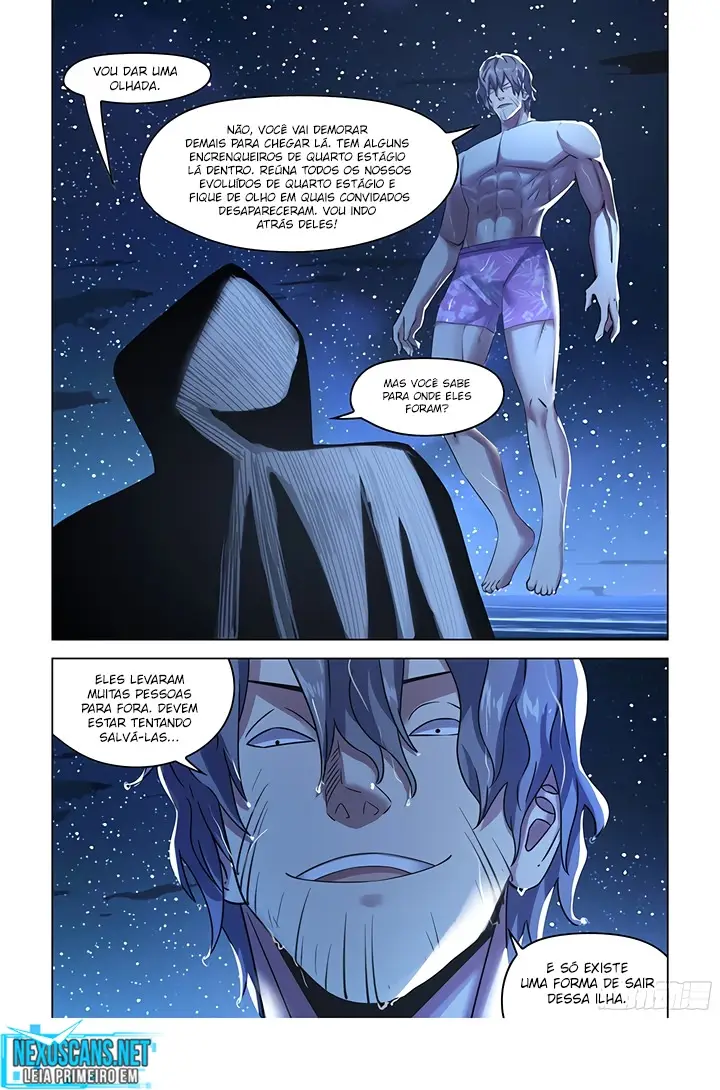 VOU DAR UMA
OLHADA.
NÃO, VOCÊ VAI DEMORAR
DEMAIS PARA CHEGAR LÁ. TEM ALGUNS
ENCRENQUEIROS DE QUARTO ESTÁGIO
LÁ DENTRO. REÚNA TODOS OS NOSSOS
EVOLUÍDOS DE QUARTO ESTÁGIO E
FIQUE DE OLHO EM QUAIS CONVIDADOS
DESAPARECERAM. VOU INDO
ATRÁS DELES!
MAS VOCÊ SABE
PARA ONDE ELES
FORAM?
ELES LEVARAM
MUITAS PESSOAS
PARA FORA. DEVEM
ESTAR TENTANDO
SALVÁ-LAS...
E SÓ EXISTE
UMA FORMA DE SAIR
DESSA ILHA.
NEXUSCANS.NET
LEIA PRIMEIRO EM